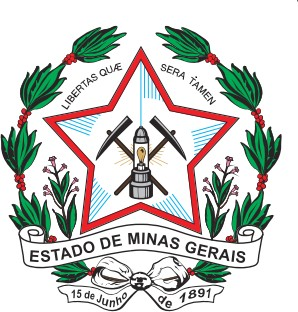 LIBERTAS QUÆ SERA TAMEN
ESTADO DE MINAS GERAIS
15 de Junho de 1891